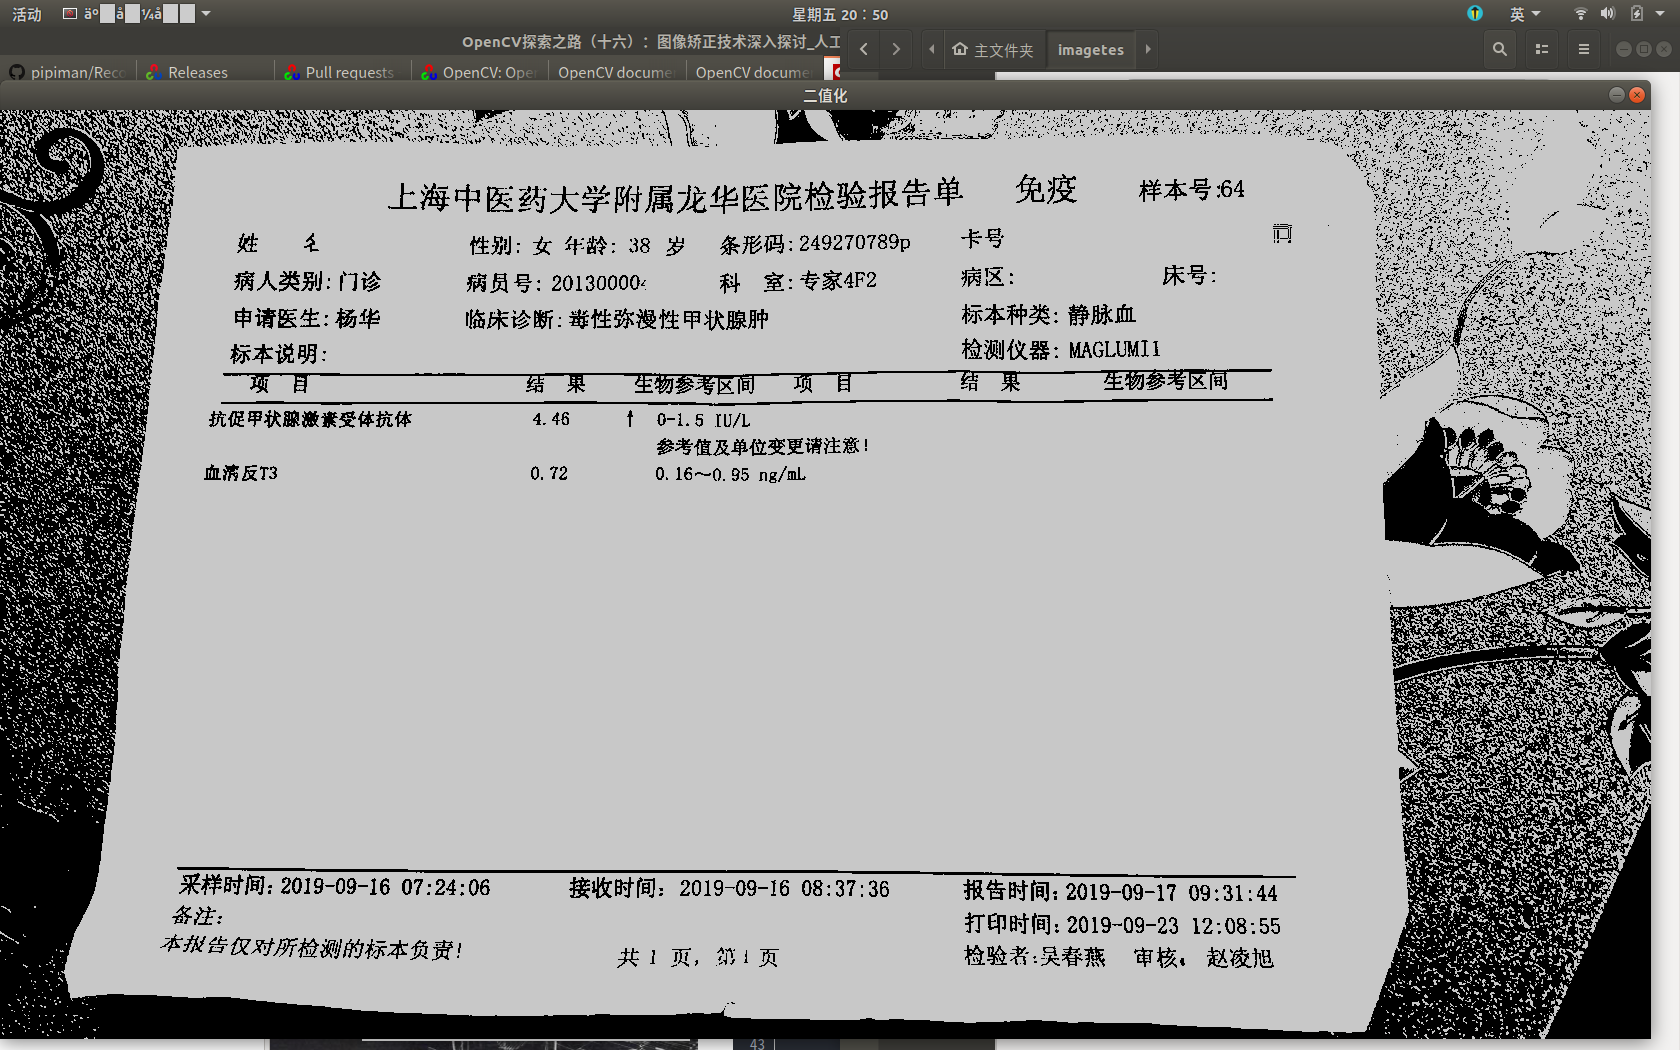 活动
星期五 20：50
英
OpenCV探索之路（十六）：图像矫正技术深入探讨_人工
主文件夹 imagetes
pipiman/Reco Releases Pull requests OpenCV: Open OpenCV docume OpenCV docume
二值化
上海中医药大学附属龙华医院检验报告单 免疫 样本号:64
姓 性别: 女 年龄: 38 岁 条形码:249270789p 卡号
病人类别:门诊 病员号: 20130000 科 室:专家4F2 病区: 床号:
申请医生:杨华 临床诊断:毒性弥漫性甲状腺肿 标本种类:静脉血
标本说明: 检测仪器: MAGLUMI1
项 目 结 果 生物参考区间 项 目 结 果 生物参考区间
抗促甲状腺激素受体抗体 4.46 ↑ 0-1.5 IU/L
参考值及单位变更请注意!
血清反T3 0.72 0.16～0.95 ng/mL
采样时间:2019-09-16 07:24:06 接收时间: 2019-09-16 08:37:36 报告时间:2019-09-17 09:31:44
备注: 打印时间:2019-09-23 12:08:55
本报告仅对所检测的标本负责! 共 1 页, 第 1 页 检验者:吴春燕 审核: 赵凌旭
43